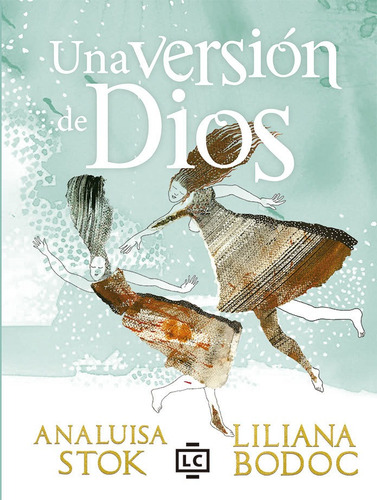 Una versión
de Dios
ANALUISA
STOK
LC
LILIANA
BODOC